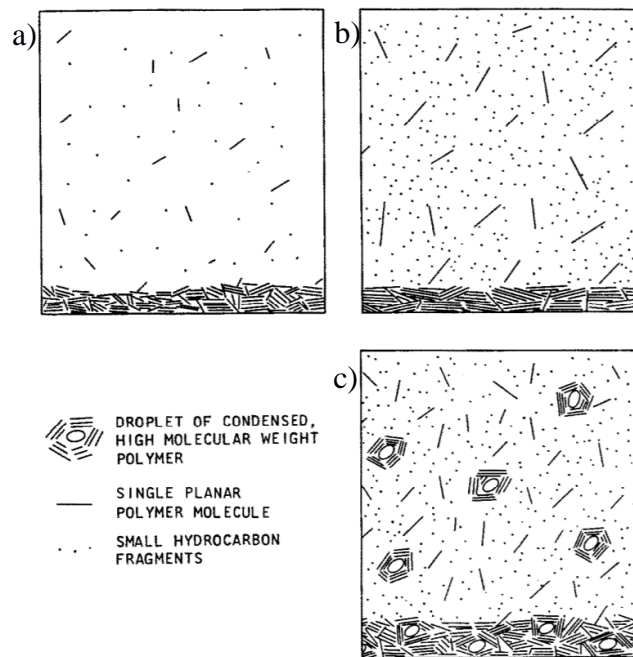 a)
b)
c)
DROPLET OF CONDENSED,
HIGH MOLECULAR WEIGHT
POLYMER
SINGLE PLANAR
POLYMER MOLECULE
SMALL HYDROCARBON
FRAGMENTS